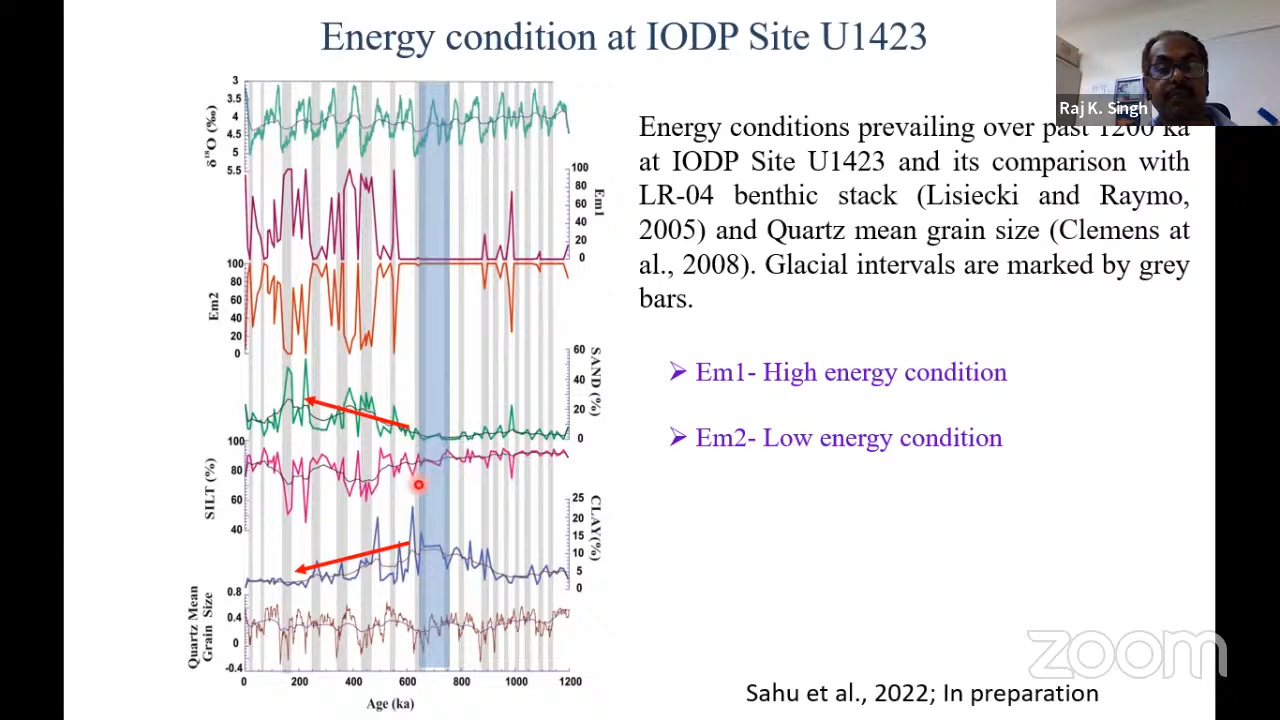 Energy condition at IODP Site U1423
Raj K. Singh
Energy conditions prevailing over past 1200 ka
at IODP Site U1423 and its comparison with
LR-04 benthic stack (Lisiecki and Raymo,
2005) and Quartz mean grain size (Clemens at
al., 2008). Glacial intervals are marked by grey
bars.
➢ Em1- High energy condition
➢ Em2- Low energy condition
Sahu et al., 2022; In preparation
zoom
δ¹⁸O (‰)
3
3.5
4
4.5
5
5.5
Em1
100
80
60
40
20
0
Em2
100
80
60
40
20
0
SAND (%)
60
40
20
0
SILT (%)
100
80
60
40
CLAY(%)
25
20
15
10
5
0
Quartz Mean
Grain Size
0.8
0.4
0
-0.4
0 200 400 600 800 1000 1200
Age (ka)